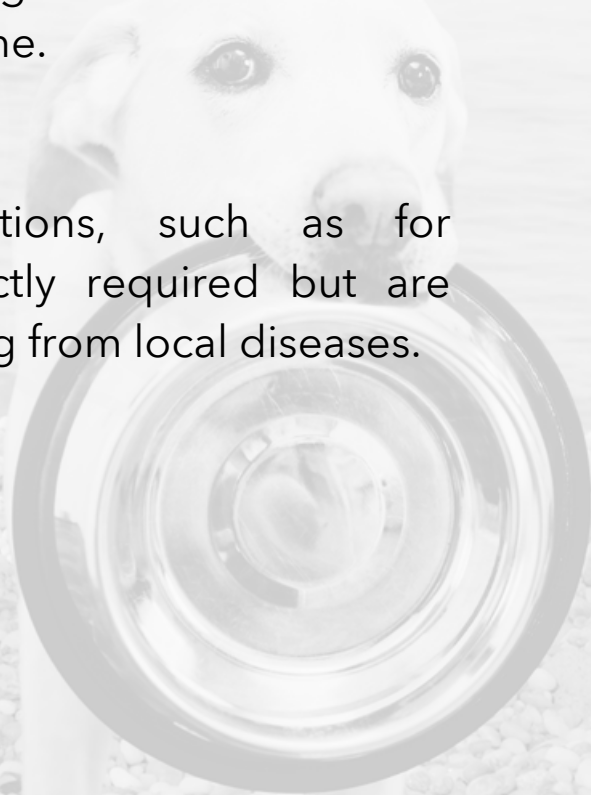 ne.
tions, such as for
ctly required but are
g from local diseases.